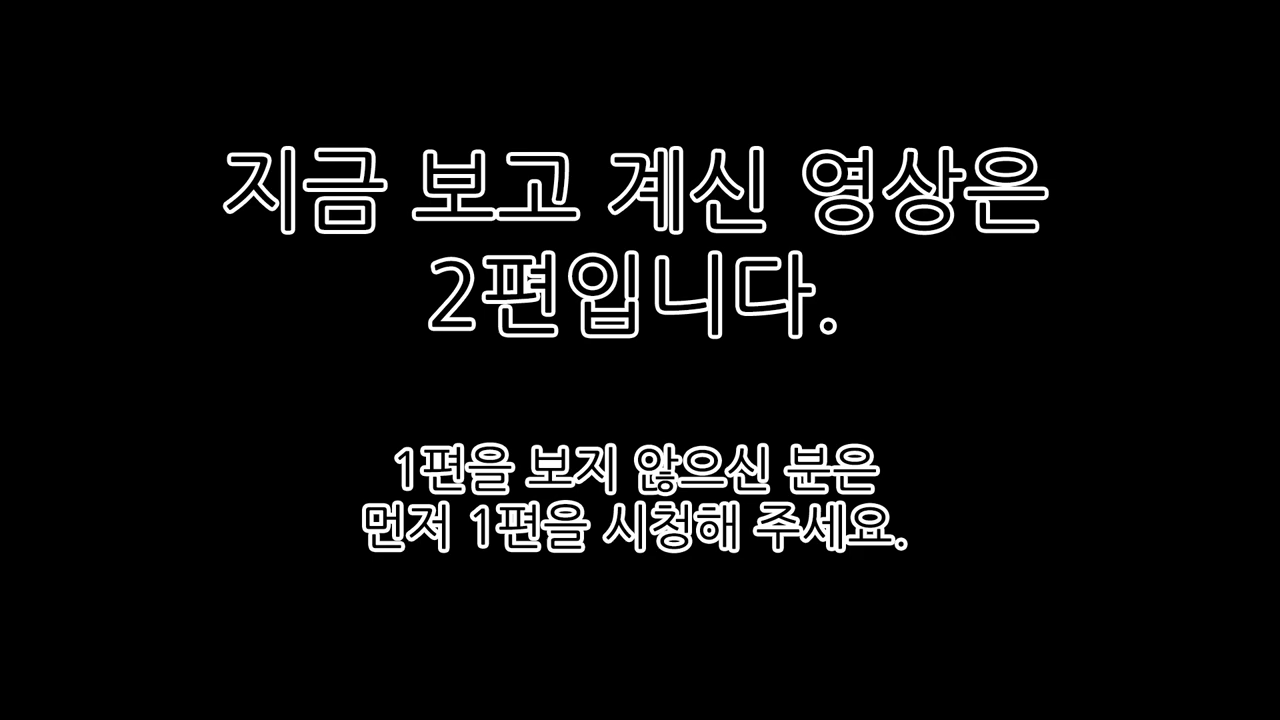 지금 보고 계신 영상은
2편입니다.
1편을 보지 않으신 분은
먼저 1편을 시청해 주세요.